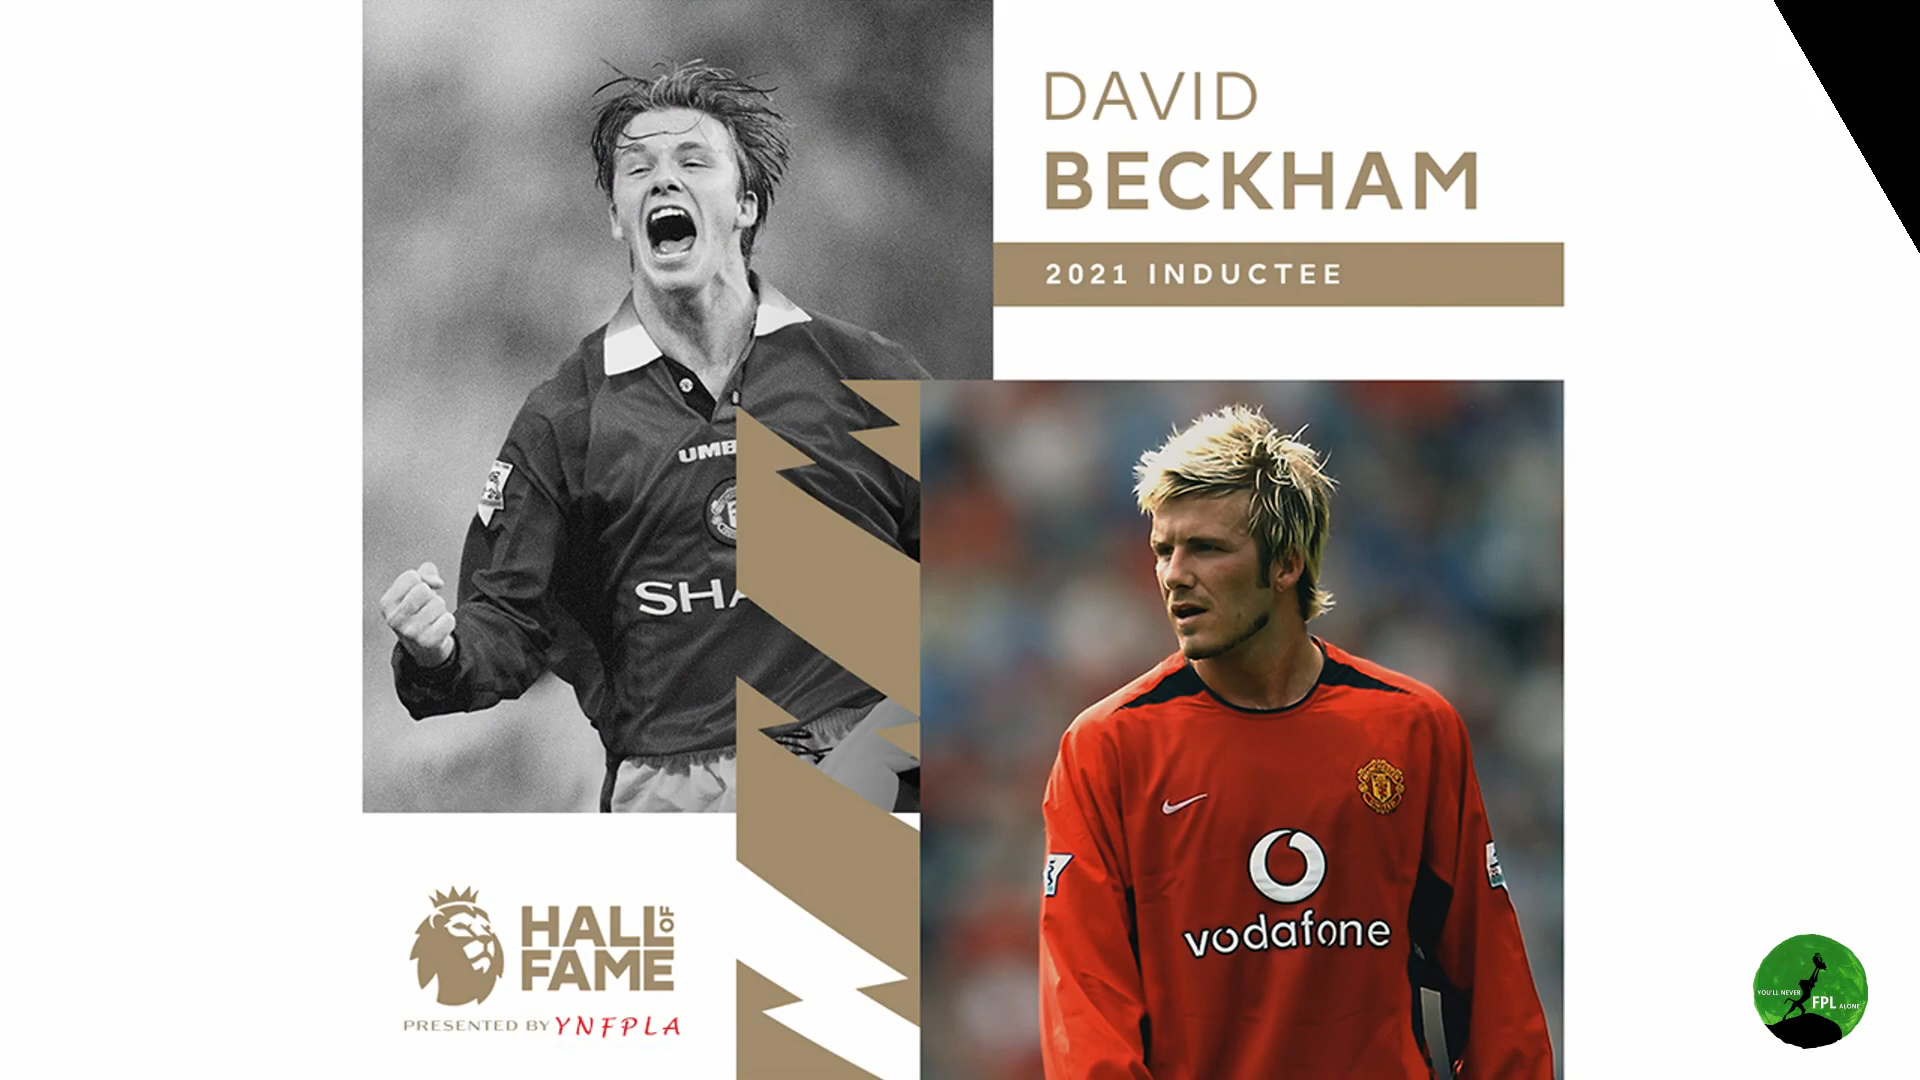 DAVID
BECKHAM
2021 INDUCTEE
UMB
SHA
vodafone
HALL OF
FAME
PRESENTED BY YNFPLA
YOU'LL NEVER FPL ALONE